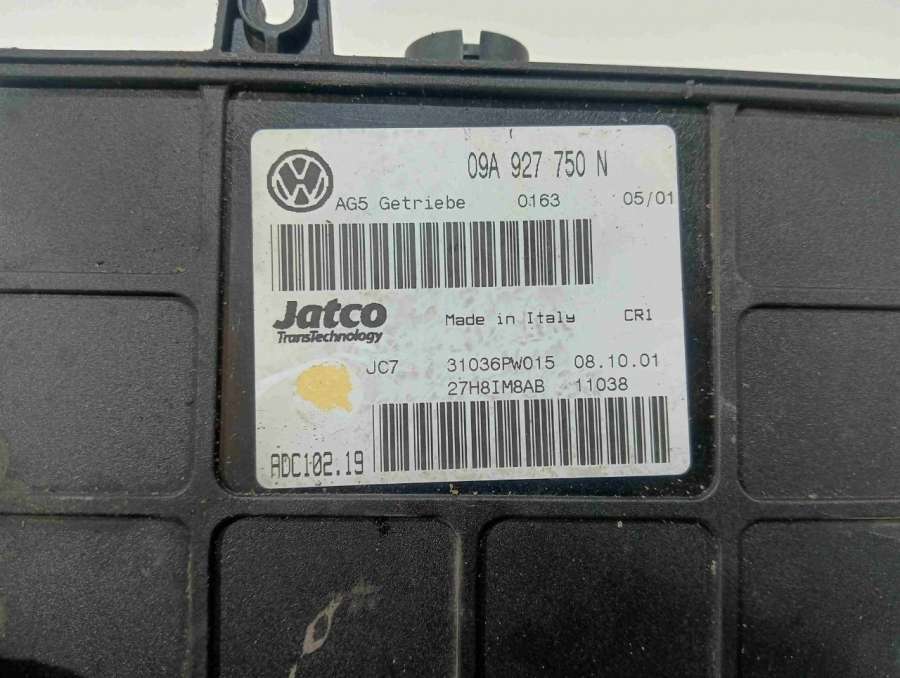 09A 927 750 N
AG5 Getriebe 0163 05/01
Jatco
TransTechnology
Made in Italy CR1
JC7 31036PW015 08.10.01
27H8IM8AB 11038
ADC102.19